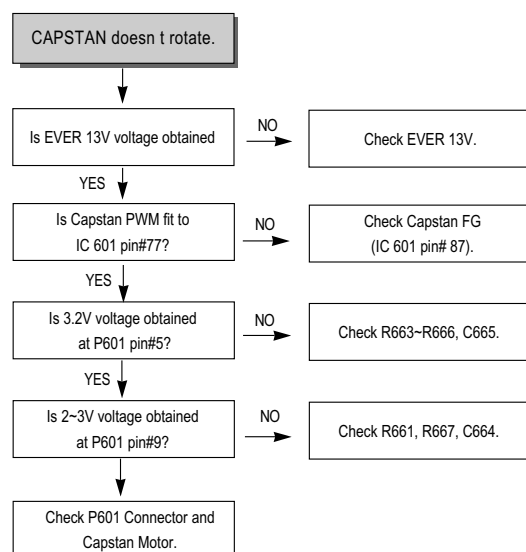 CAPSTAN doesn t rotate.
Is EVER 13V voltage obtained
NO
Check EVER 13V.
YES
Is Capstan PWM fit to
IC 601 pin#77?
NO
Check Capstan FG
(IC 601 pin# 87).
YES
Is 3.2V voltage obtained
at P601 pin#5?
NO
Check R663~R666, C665.
YES
Is 2~3V voltage obtained
at P601 pin#9?
NO
Check R661, R667, C664.
Check P601 Connector and
Capstan Motor.